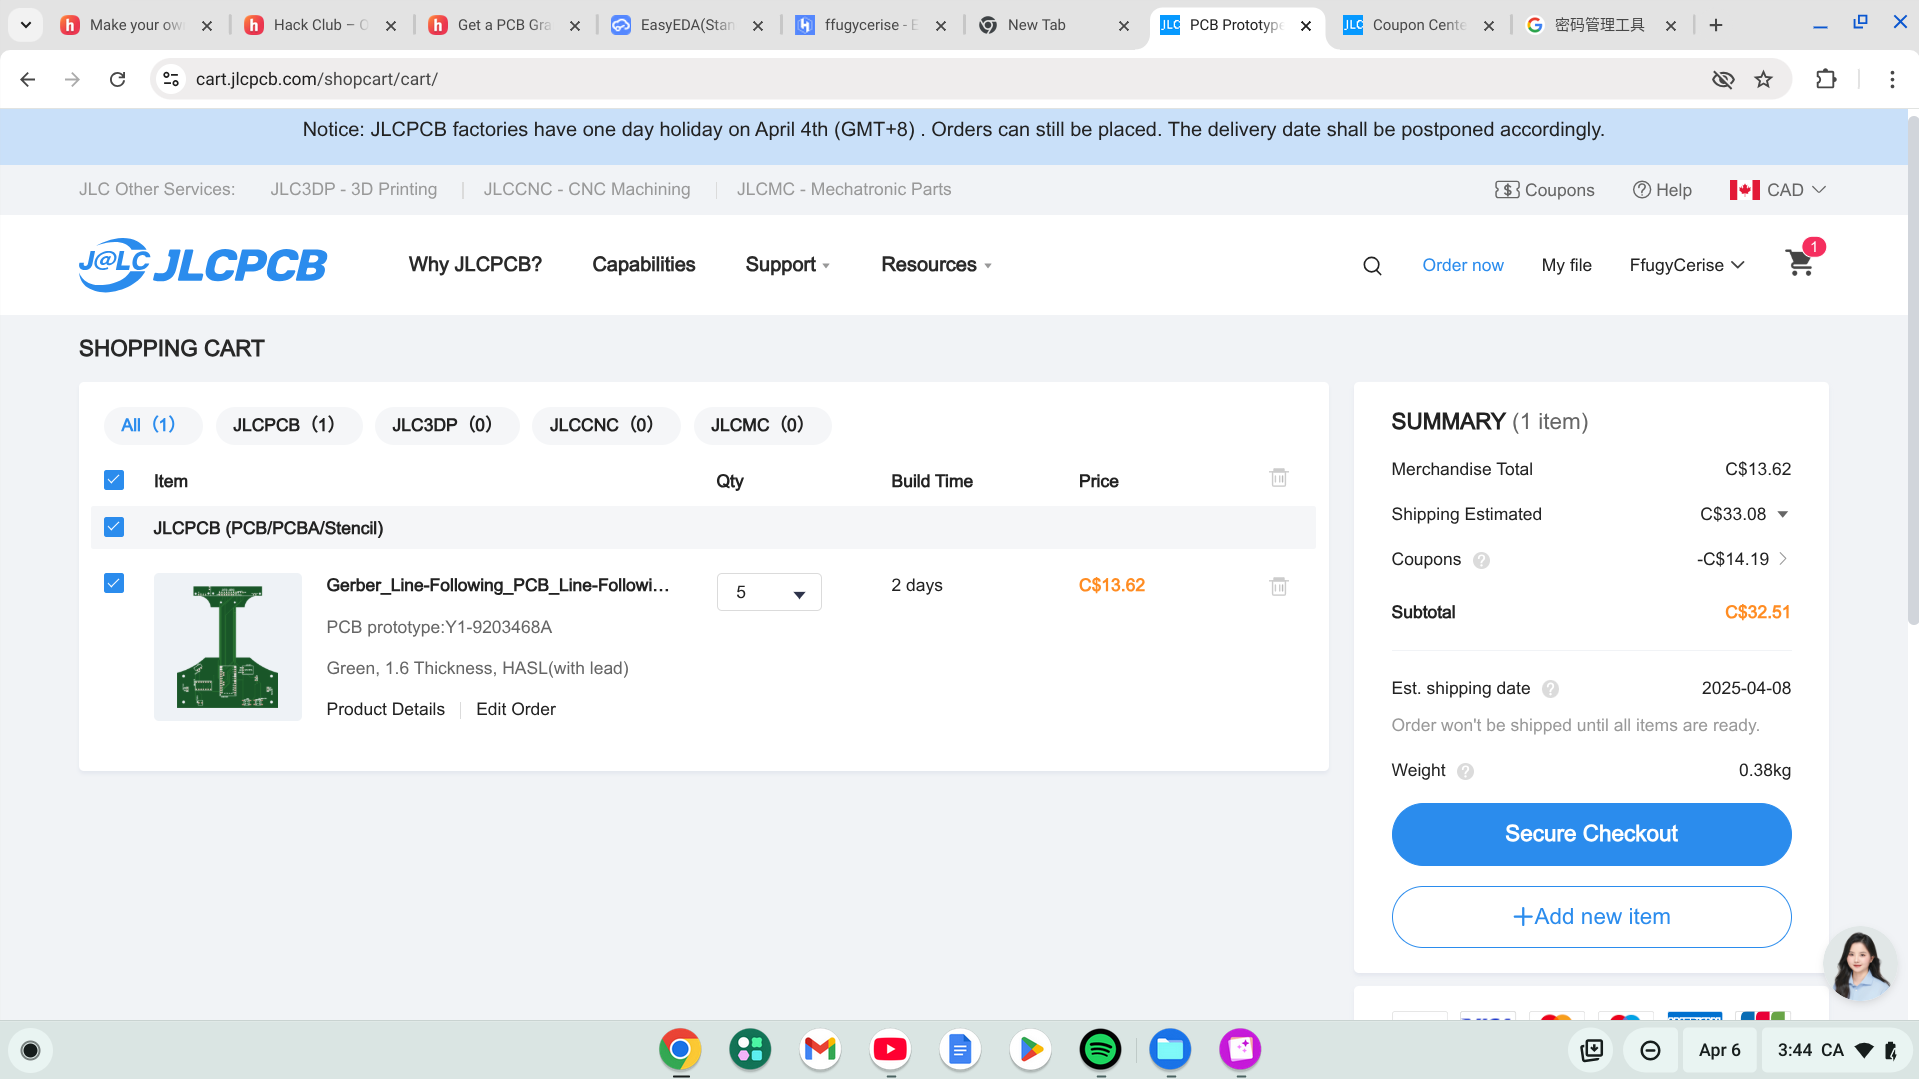 Make your ow
Hack Club – C
Get a PCB Gra
EasyEDA(Stan
ffugycerise - E
New Tab
PCB Prototype
Coupon Cente
密码管理工具
cart.jlcpcb.com/shopcart/cart/
Notice: JLCPCB factories have one day holiday on April 4th (GMT+8) . Orders can still be placed. The delivery date shall be postponed accordingly.
JLC Other Services: JLC3DP - 3D Printing | JLCCNC - CNC Machining | JLCMC - Mechatronic Parts
Coupons Help CAD
J@LC JLCPCB
Why JLCPCB? Capabilities Support Resources
Order now My file FfugyCerise 1
SHOPPING CART
All (1) JLCPCB (1) JLC3DP (0) JLCCNC (0) JLCMC (0)
Item Qty Build Time Price
JLCPCB (PCB/PCBA/Stencil)
Gerber_Line-Following_PCB_Line-Followi... 5 2 days C$13.62
PCB prototype:Y1-9203468A
Green, 1.6 Thickness, HASL(with lead)
Product Details | Edit Order
SUMMARY (1 item)
Merchandise Total C$13.62
Shipping Estimated C$33.08
Coupons -C$14.19
Subtotal C$32.51
Est. shipping date 2025-04-08
Order won't be shipped until all items are ready.
Weight 0.38kg
Secure Checkout
+Add new item
Apr 6 3:44 CA